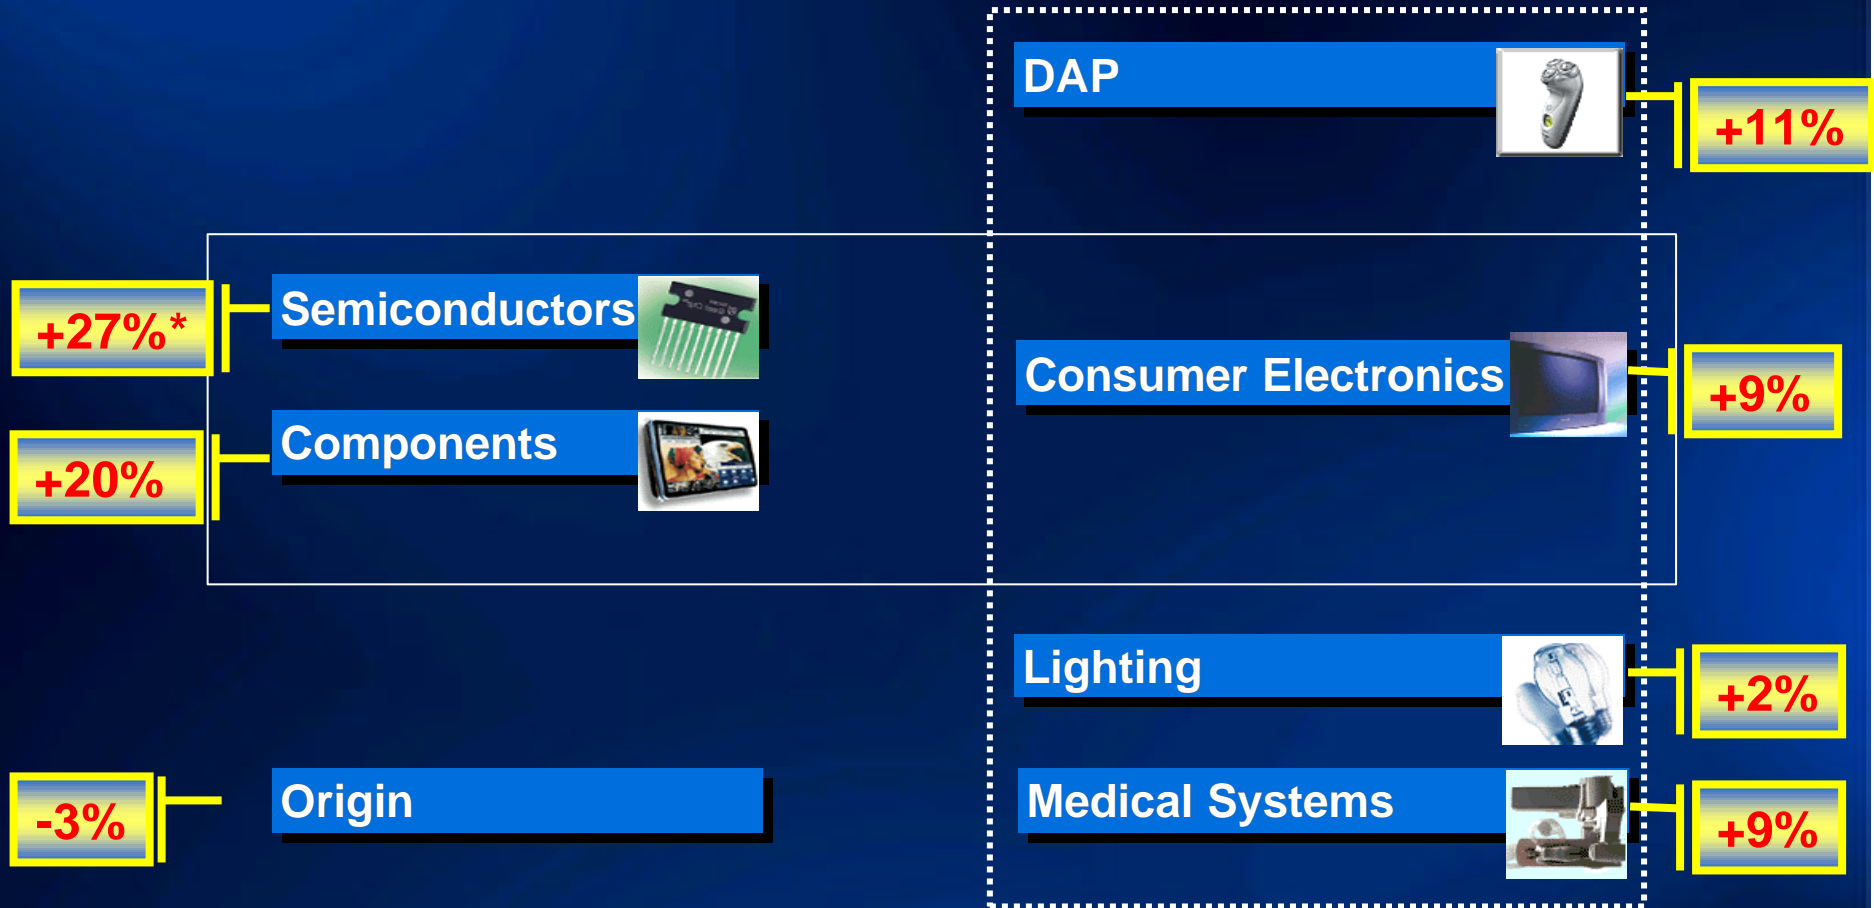 DAP
+11%
Semiconductors
+27%*
Consumer Electronics
+9%
Components
+20%
Lighting
+2%
Origin
-3%
Medical Systems
+9%